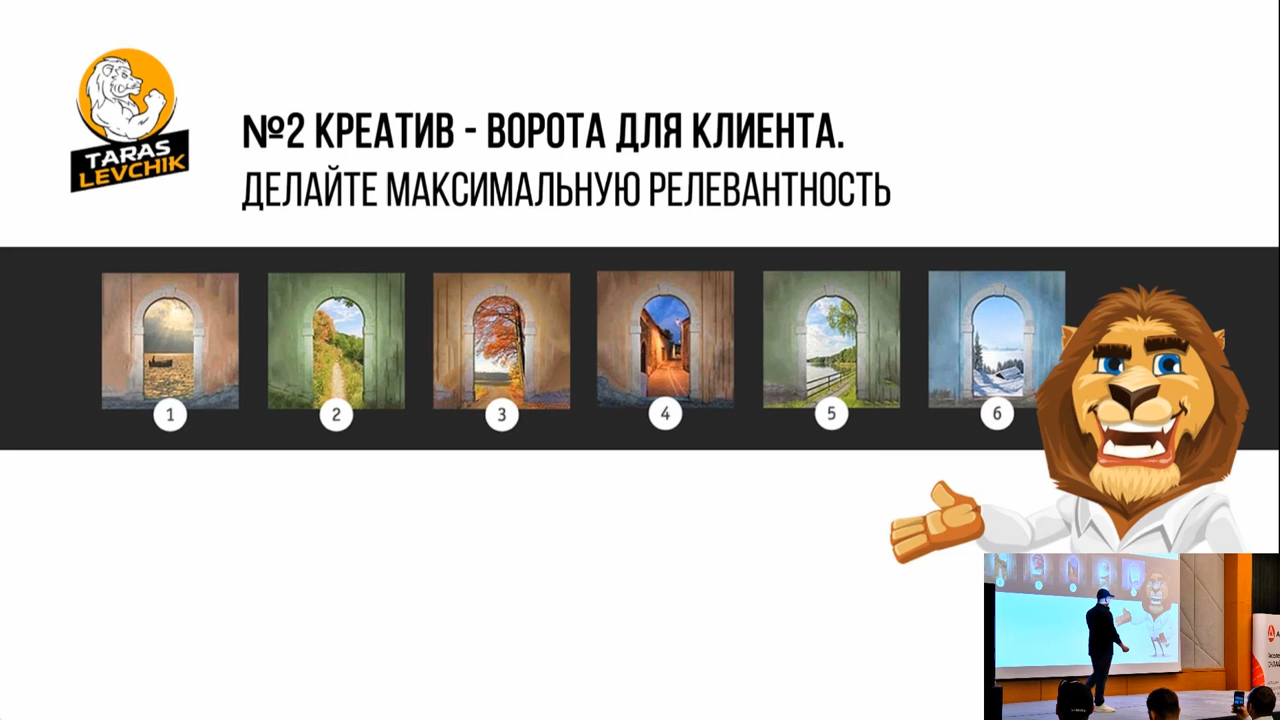 TARAS
LEVCHIK
№2 КРЕАТИВ - ВОРОТА ДЛЯ КЛИЕНТА.
ДЕЛАЙТЕ МАКСИМАЛЬНУЮ РЕЛЕВАНТНОСТЬ
1
2
3
4
5
6